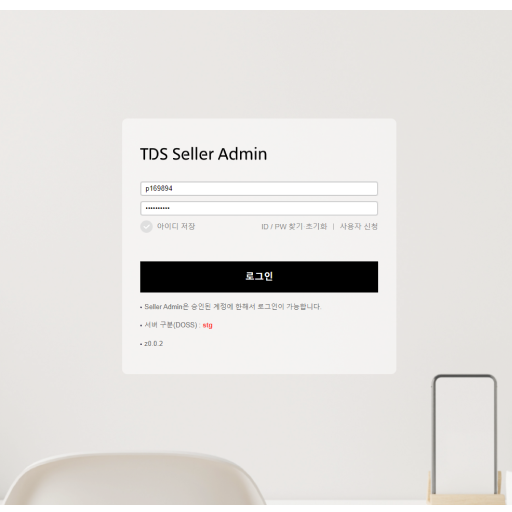 TDS Seller Admin
p169894
••••••••••
아이디 저장
ID / PW 찾기·초기화 | 사용자 신청
로그인
• Seller Admin은 승인된 계정에 한해서 로그인이 가능합니다.
• 서버 구분(DOSS) : stg
• z0.0.2